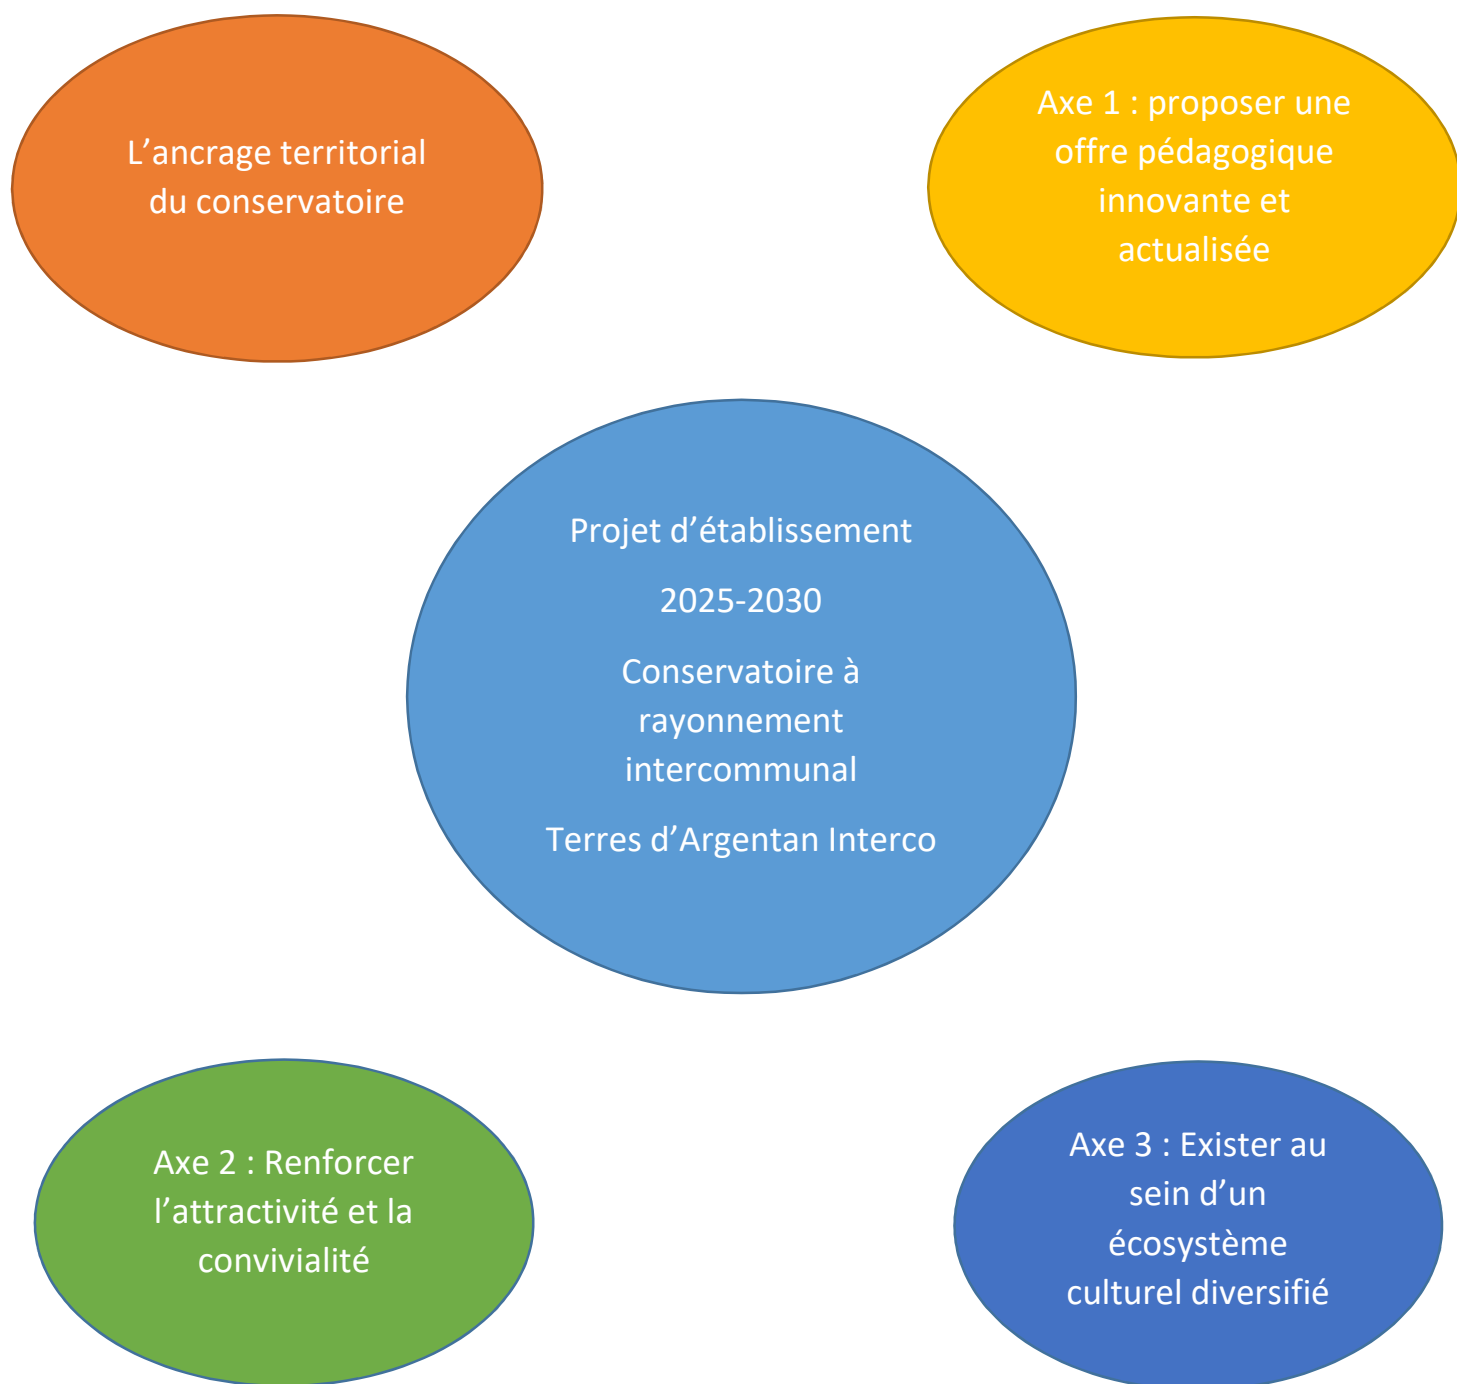 L’ancrage territorial
du conservatoire
Axe 1 : proposer une
offre pédagogique
innovante et
actualisée
Projet d’établissement
2025-2030
Conservatoire à
rayonnement
intercommunal
Terres d’Argentan Interco
Axe 2 : Renforcer
l’attractivité et la
convivialité
Axe 3 : Exister au
sein d’un
écosystème
culturel diversifié